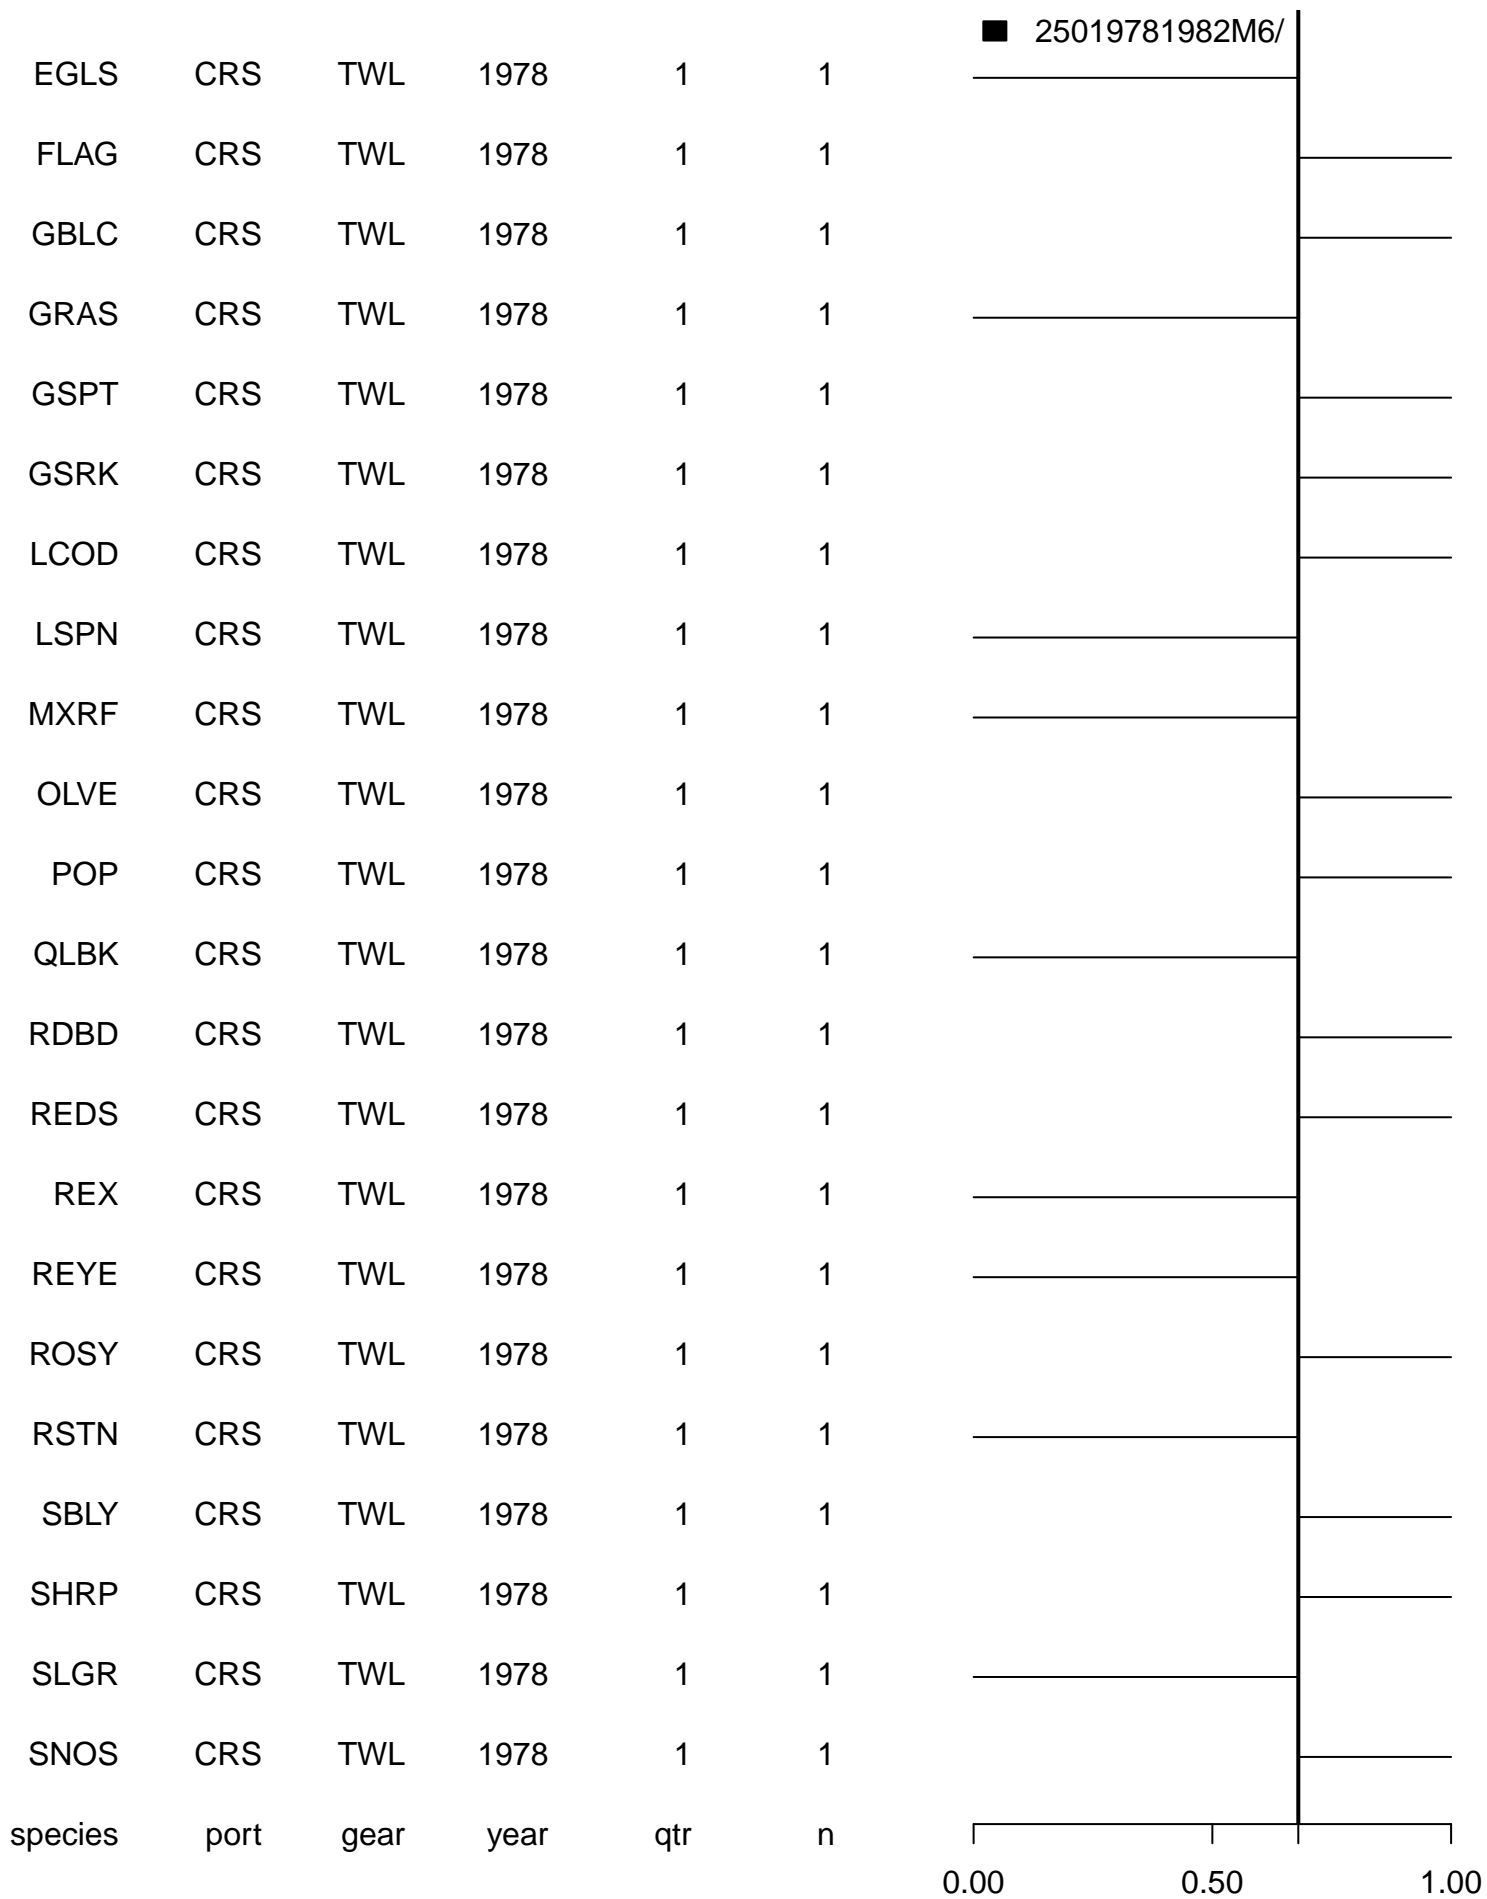 25019781982M6/
EGLS CRS TWL 1978 1 1
FLAG CRS TWL 1978 1 1
GBLC CRS TWL 1978 1 1
GRAS CRS TWL 1978 1 1
GSPT CRS TWL 1978 1 1
GSRK CRS TWL 1978 1 1
LCOD CRS TWL 1978 1 1
LSPN CRS TWL 1978 1 1
MXRF CRS TWL 1978 1 1
OLVE CRS TWL 1978 1 1
POP CRS TWL 1978 1 1
QLBK CRS TWL 1978 1 1
RDBD CRS TWL 1978 1 1
REDS CRS TWL 1978 1 1
REX CRS TWL 1978 1 1
REYE CRS TWL 1978 1 1
ROSY CRS TWL 1978 1 1
RSTN CRS TWL 1978 1 1
SBLY CRS TWL 1978 1 1
SHRP CRS TWL 1978 1 1
SLGR CRS TWL 1978 1 1
SNOS CRS TWL 1978 1 1
species port gear year qtr n
0.00 0.50 1.00